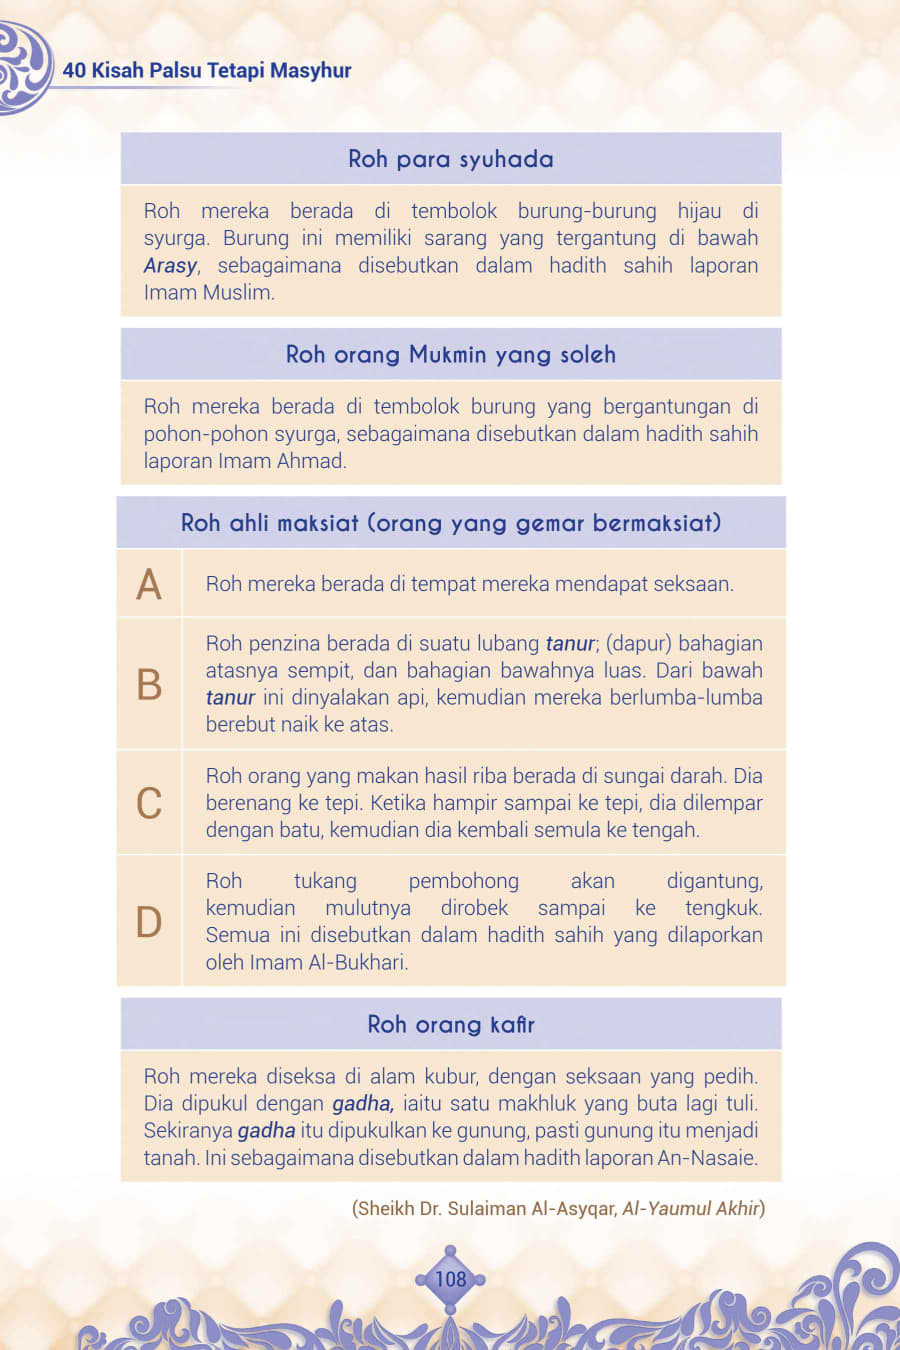 40 Kisah Palsu Tetapi Masyhur
Roh para syuhada
Roh mereka berada di tembolok burung-burung hijau di
syurga. Burung ini memiliki sarang yang tergantung di bawah
Arasy, sebagaimana disebutkan dalam hadith sahih laporan
Imam Muslim.
Roh orang Mukmin yang soleh
Roh mereka berada di tembolok burung yang bergantungan di
pohon-pohon syurga, sebagaimana disebutkan dalam hadith sahih
laporan Imam Ahmad.
Roh ahli maksiat (orang yang gemar bermaksiat)
A
Roh mereka berada di tempat mereka mendapat seksaan.
B
Roh penzina berada di suatu lubang tanur; (dapur) bahagian
atasnya sempit, dan bahagian bawahnya luas. Dari bawah
tanur ini dinyalakan api, kemudian mereka berlumba-lumba
berebut naik ke atas.
C
Roh orang yang makan hasil riba berada di sungai darah. Dia
berenang ke tepi. Ketika hampir sampai ke tepi, dia dilempar
dengan batu, kemudian dia kembali semula ke tengah.
D
Roh tukang pembohong akan digantung,
kemudian mulutnya dirobek sampai ke tengkuk.
Semua ini disebutkan dalam hadith sahih yang dilaporkan
oleh Imam Al-Bukhari.
Roh orang kafir
Roh mereka diseksa di alam kubur, dengan seksaan yang pedih.
Dia dipukul dengan gadha, iaitu satu makhluk yang buta lagi tuli.
Sekiranya gadha itu dipukulkan ke gunung, pasti gunung itu menjadi
tanah. Ini sebagaimana disebutkan dalam hadith laporan An-Nasaie.
(Sheikh Dr. Sulaiman Al-Asyqar, Al-Yaumul Akhir)
108